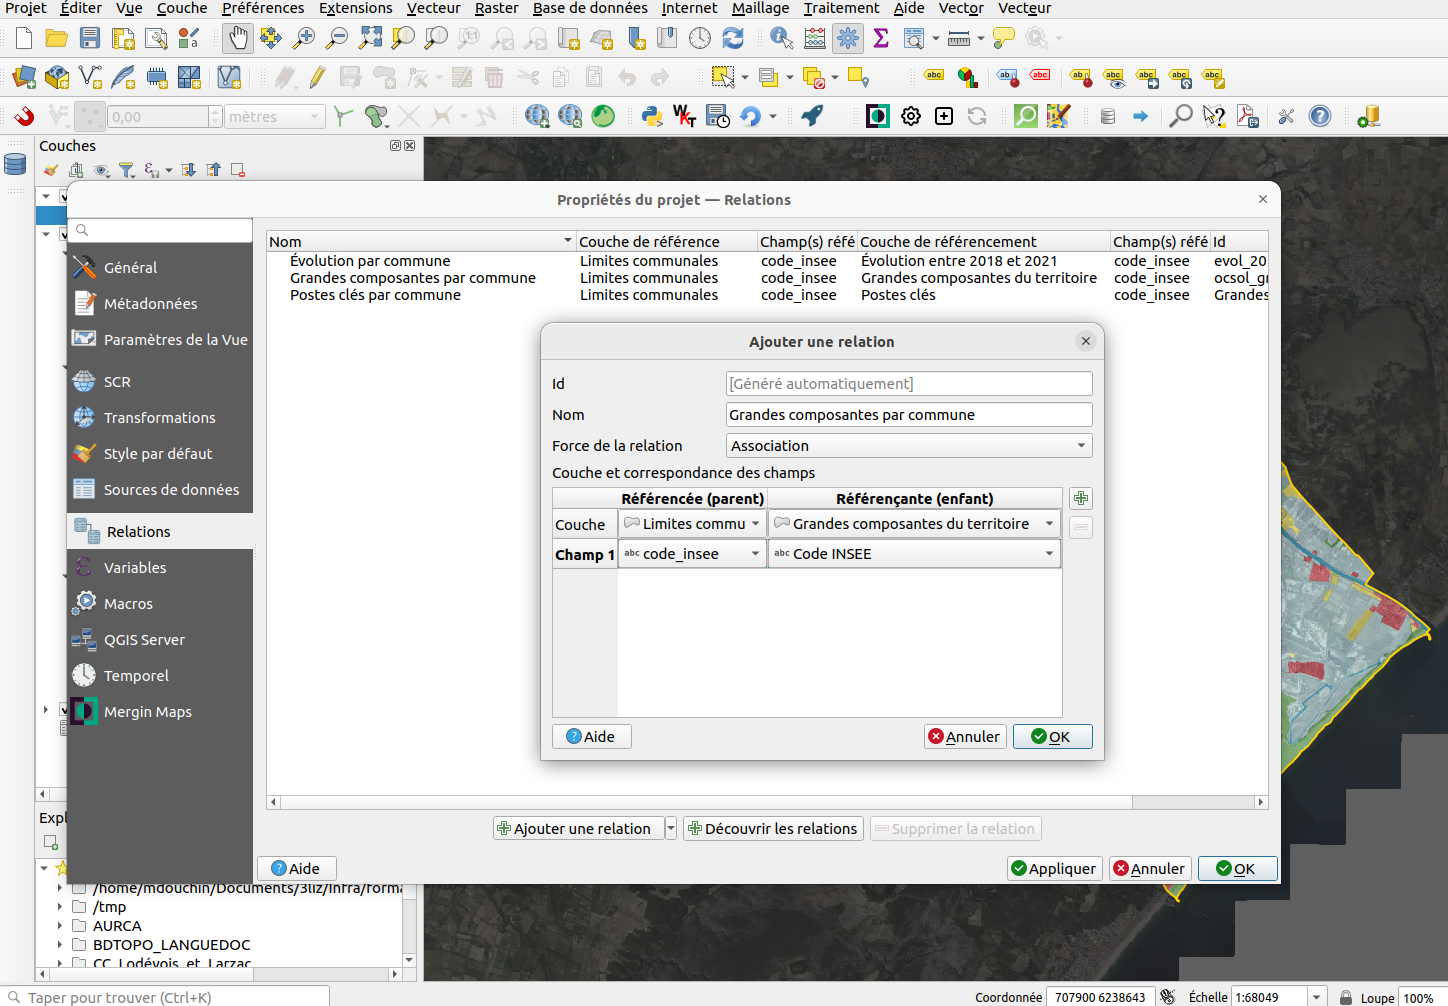 Projet Éditer Vue Couche Préférences Extensions Vecteur Raster Base de données Internet Maillage Traitement Aide Vector Vecteur
0,00 mètres
Couches
Propriétés du projet — Relations
Nom Couche de référence Champ(s) réfé Couche de référencement Champ(s) réfé Id
Évolution par commune Limites communales code_insee Évolution entre 2018 et 2021 code_insee evol_20
Grandes composantes par commune Limites communales code_insee Grandes composantes du territoire code_insee ocsol_gr
Postes clés par commune Limites communales code_insee Postes clés code_insee Grandes
Général
Métadonnées
Paramètres de la Vue
SCR
Transformations
Style par défaut
Sources de données
Relations
Variables
Macros
QGIS Server
Temporel
Mergin Maps
Ajouter une relation
Id [Généré automatiquement]
Nom Grandes composantes par commune
Force de la relation Association
Couche et correspondance des champs
Référencée (parent) Référençante (enfant)
Couche Limites commu Grandes composantes du territoire
Champ 1 abc code_insee abc Code INSEE
Aide Annuler OK
Ajouter une relation Découvrir les relations Supprimer la relation
Aide Appliquer Annuler OK
Expl
/home/mdouchin/Documents/3liz/Infra/forma
/tmp
AURCA
BDTOPO_LANGUEDOC
CC_Lodévois_et_Larzac
Taper pour trouver (Ctrl+K) Coordonnée 707900 6238643 Échelle 1:68049 Loupe 100%